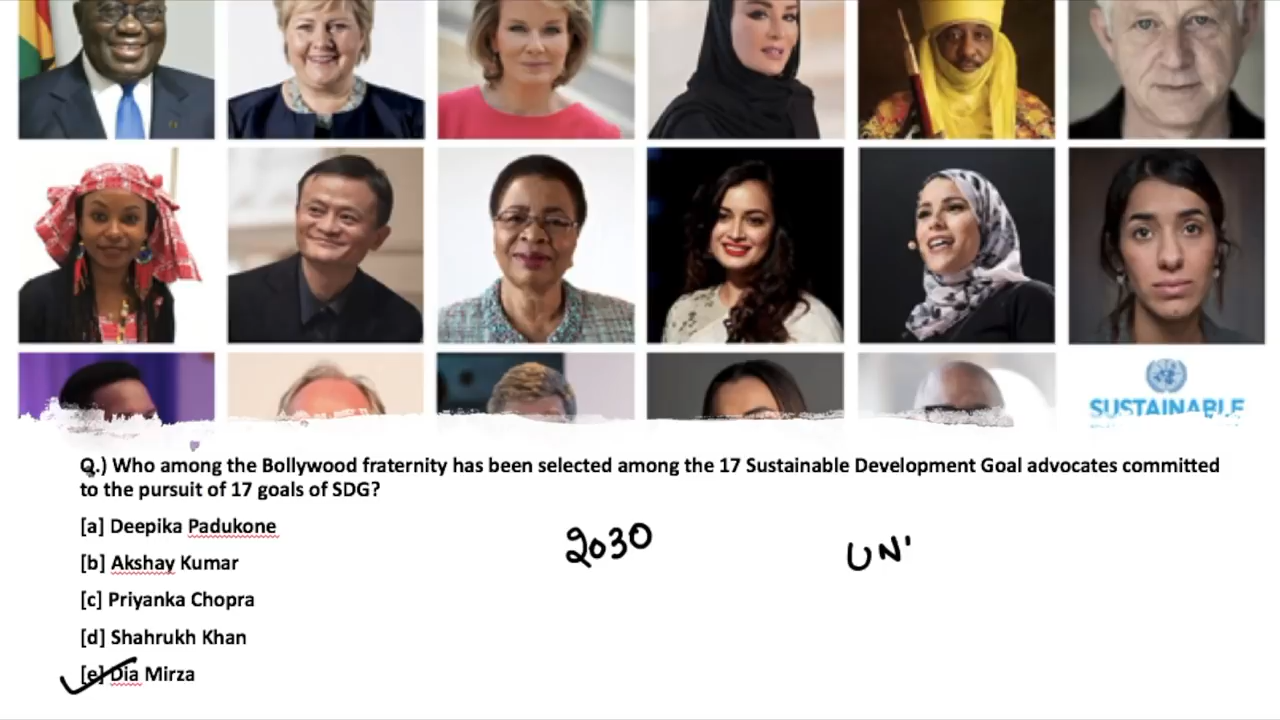 SUSTAINABLE
Q.) Who among the Bollywood fraternity has been selected among the 17 Sustainable Development Goal advocates committed
to the pursuit of 17 goals of SDG?
[a] Deepika Padukone
2030
UN'
[b] Akshay Kumar
[c] Priyanka Chopra
[d] Shahrukh Khan
[e] Dia Mirza